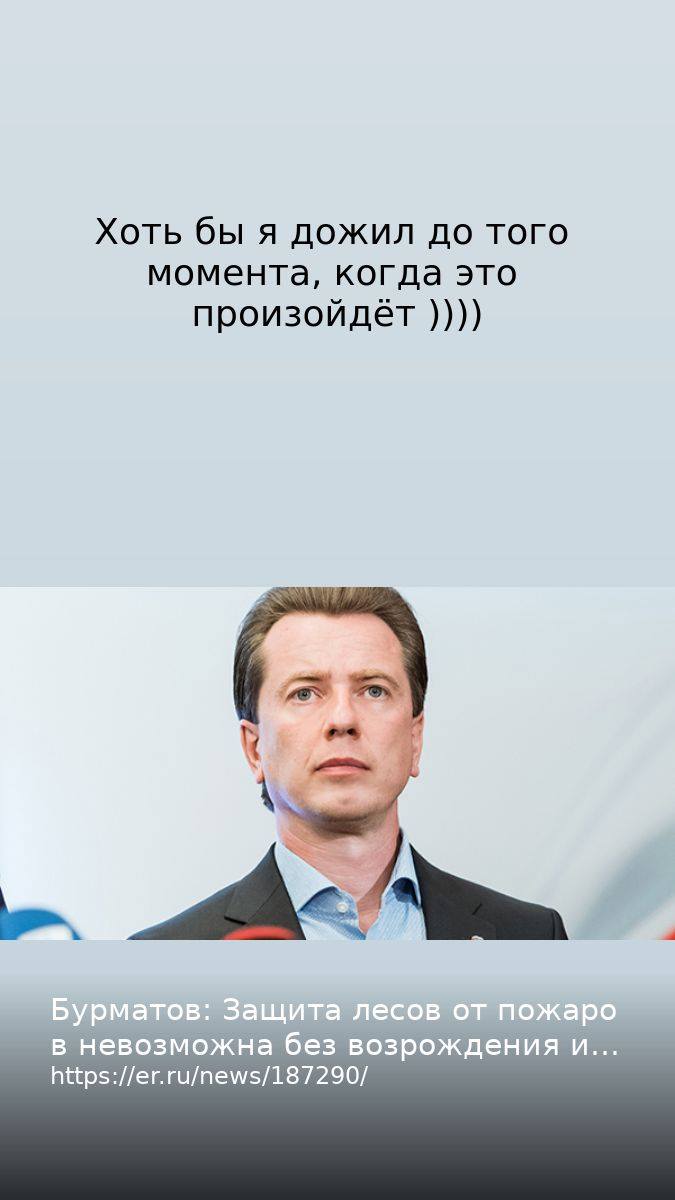 Хоть бы я дожил до того
момента, когда это
произойдёт ))))
Бурматов: Защита лесов от пожаро
в невозможна без возрождения и...
https://er.ru/news/187290/